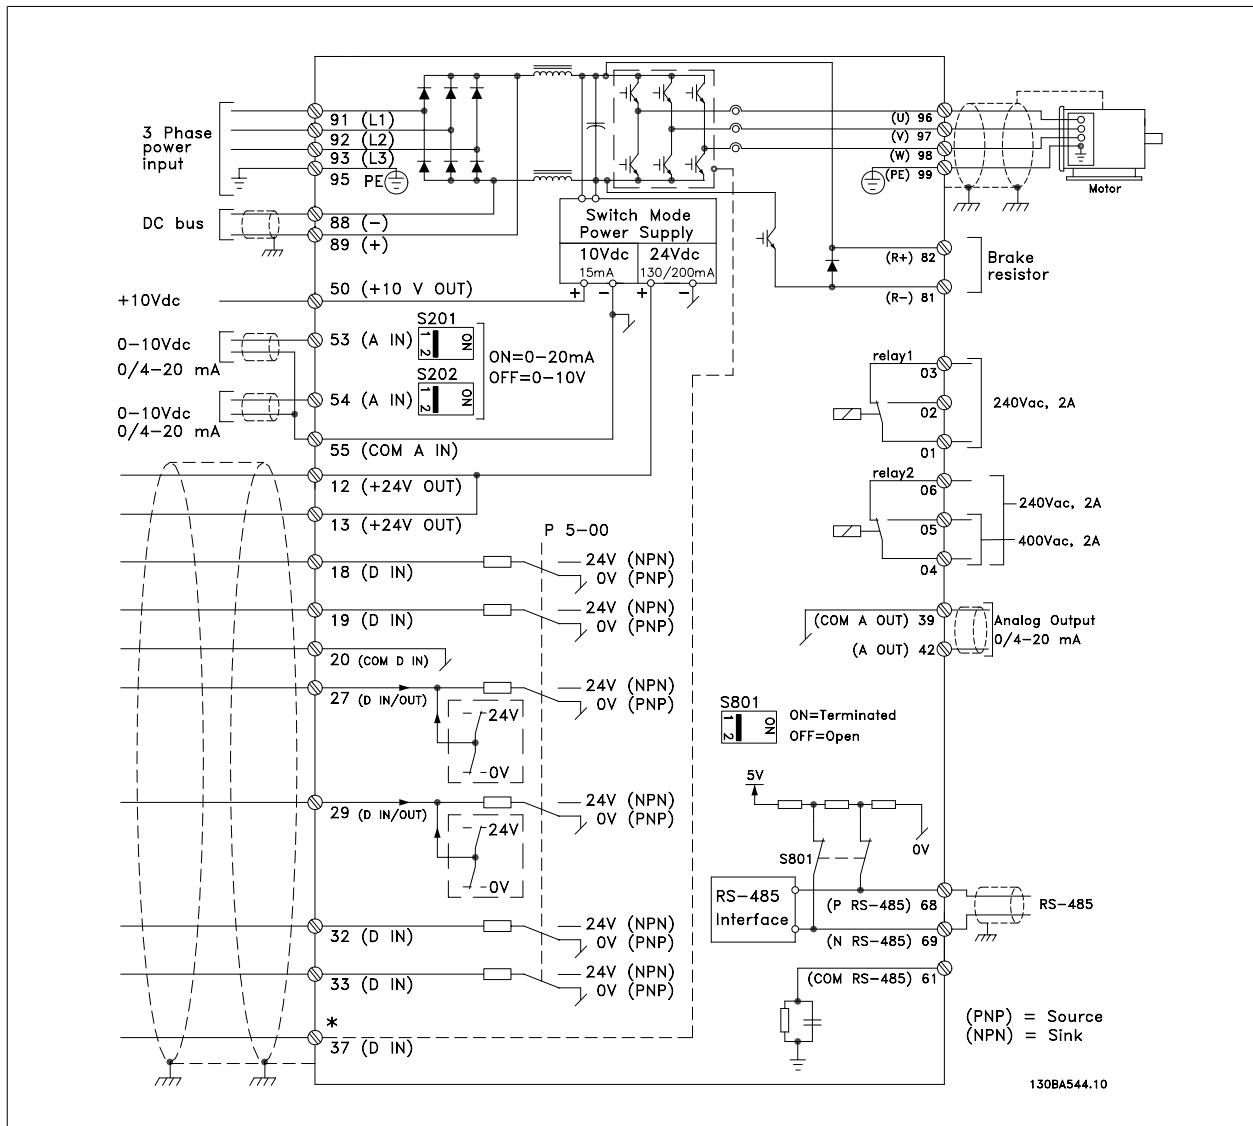 3 Phase
power
input
91 (L1)
92 (L2)
93 (L3)
95 PE
DC bus
88 (-)
89 (+)
+10Vdc
50 (+10 V OUT)
0-10Vdc
0/4-20 mA
53 (A IN)
S201
1 2
ON
ON=0-20mA
OFF=0-10V
S202
1 2
ON
0-10Vdc
0/4-20 mA
54 (A IN)
55 (COM A IN)
12 (+24V OUT)
13 (+24V OUT)
Switch Mode
Power Supply
10Vdc
15mA
24Vdc
130/200mA
+ - + -
P 5-00
18 (D IN)
24V (NPN)
0V (PNP)
19 (D IN)
24V (NPN)
0V (PNP)
20 (COM D IN)
27 (D IN/OUT)
24V (NPN)
0V (PNP)
24V
0V
29 (D IN/OUT)
24V (NPN)
0V (PNP)
24V
0V
32 (D IN)
24V (NPN)
0V (PNP)
33 (D IN)
24V (NPN)
0V (PNP)
*
37 (D IN)
(U) 96
(V) 97
(W) 98
(PE) 99
Motor
(R+) 82
(R-) 81
Brake
resistor
relay1
03
02
01
240Vac, 2A
relay2
06
05
04
240Vac, 2A
400Vac, 2A
(COM A OUT) 39
(A OUT) 42
Analog Output
0/4-20 mA
S801
1 2
ON
ON=Terminated
OFF=Open
5V
S801
0V
RS-485
Interface
(P RS-485) 68
(N RS-485) 69
RS-485
(COM RS-485) 61
(PNP) = Source
(NPN) = Sink
130BA544.10